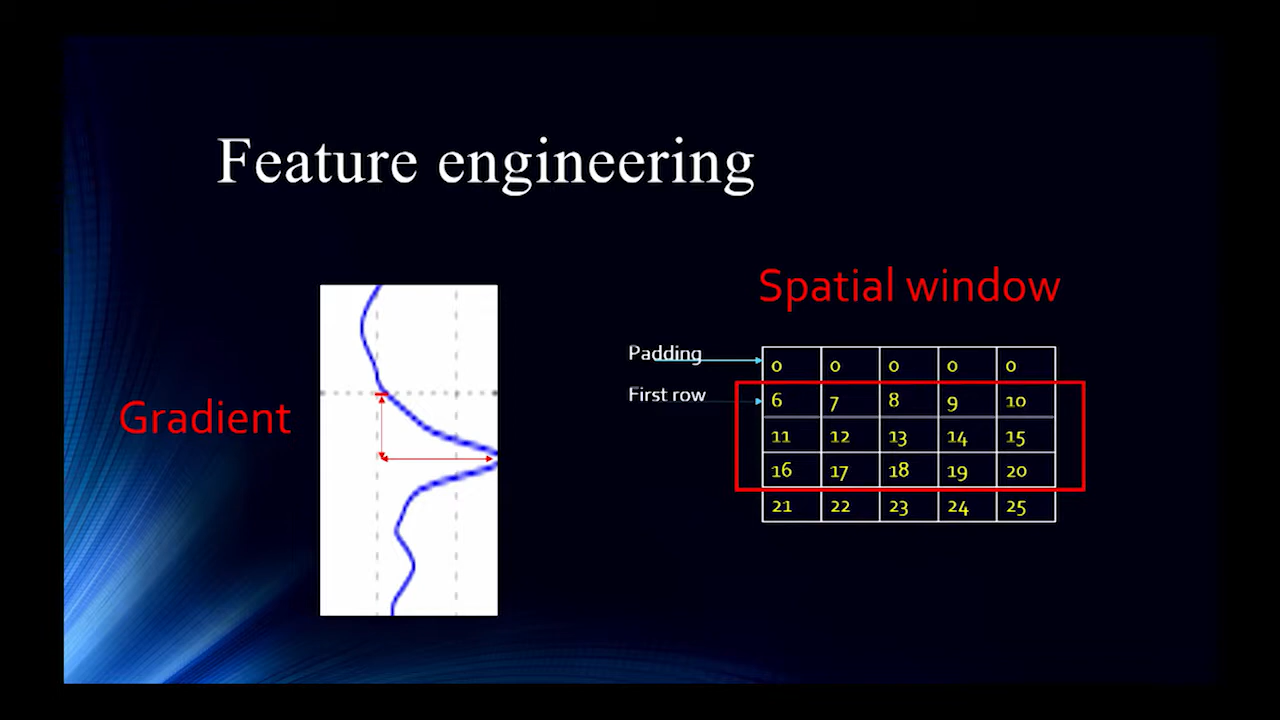 Feature engineering
Gradient
Spatial window
Padding
First row
0 0 0 0 0
6 7 8 9 10
11 12 13 14 15
16 17 18 19 20
21 22 23 24 25